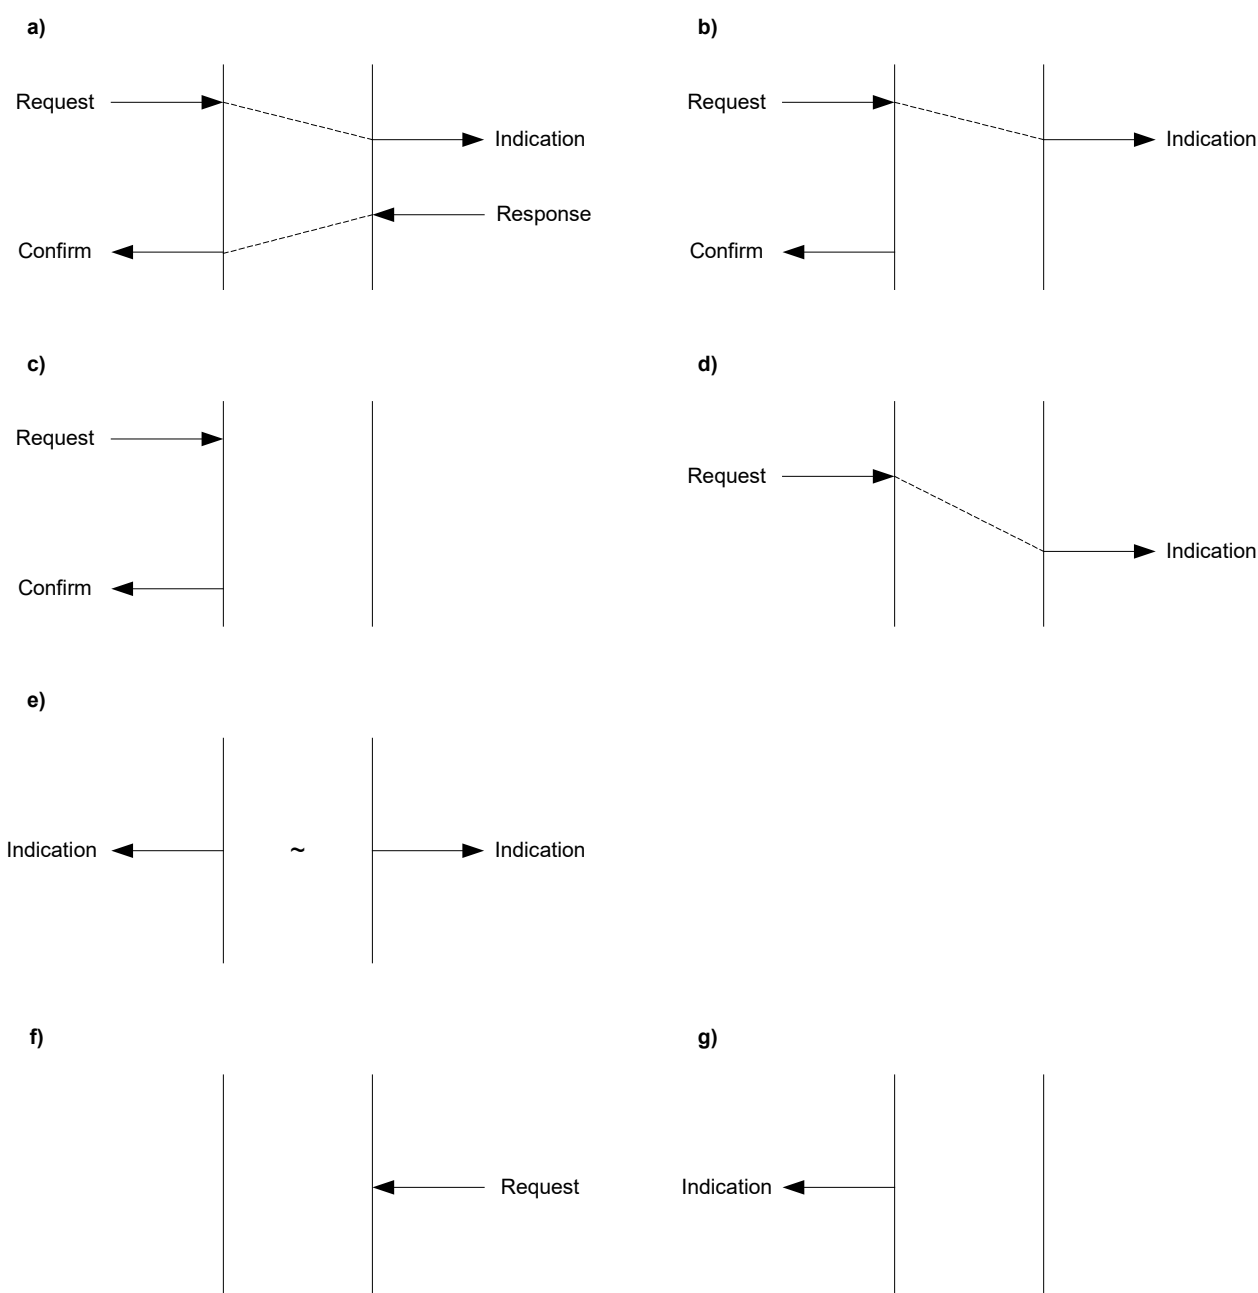 a)
Request
Indication
Response
Confirm
b)
Request
Indication
Confirm
c)
Request
Confirm
d)
Request
Indication
e)
Indication ~ Indication
f)
Request
g)
Indication